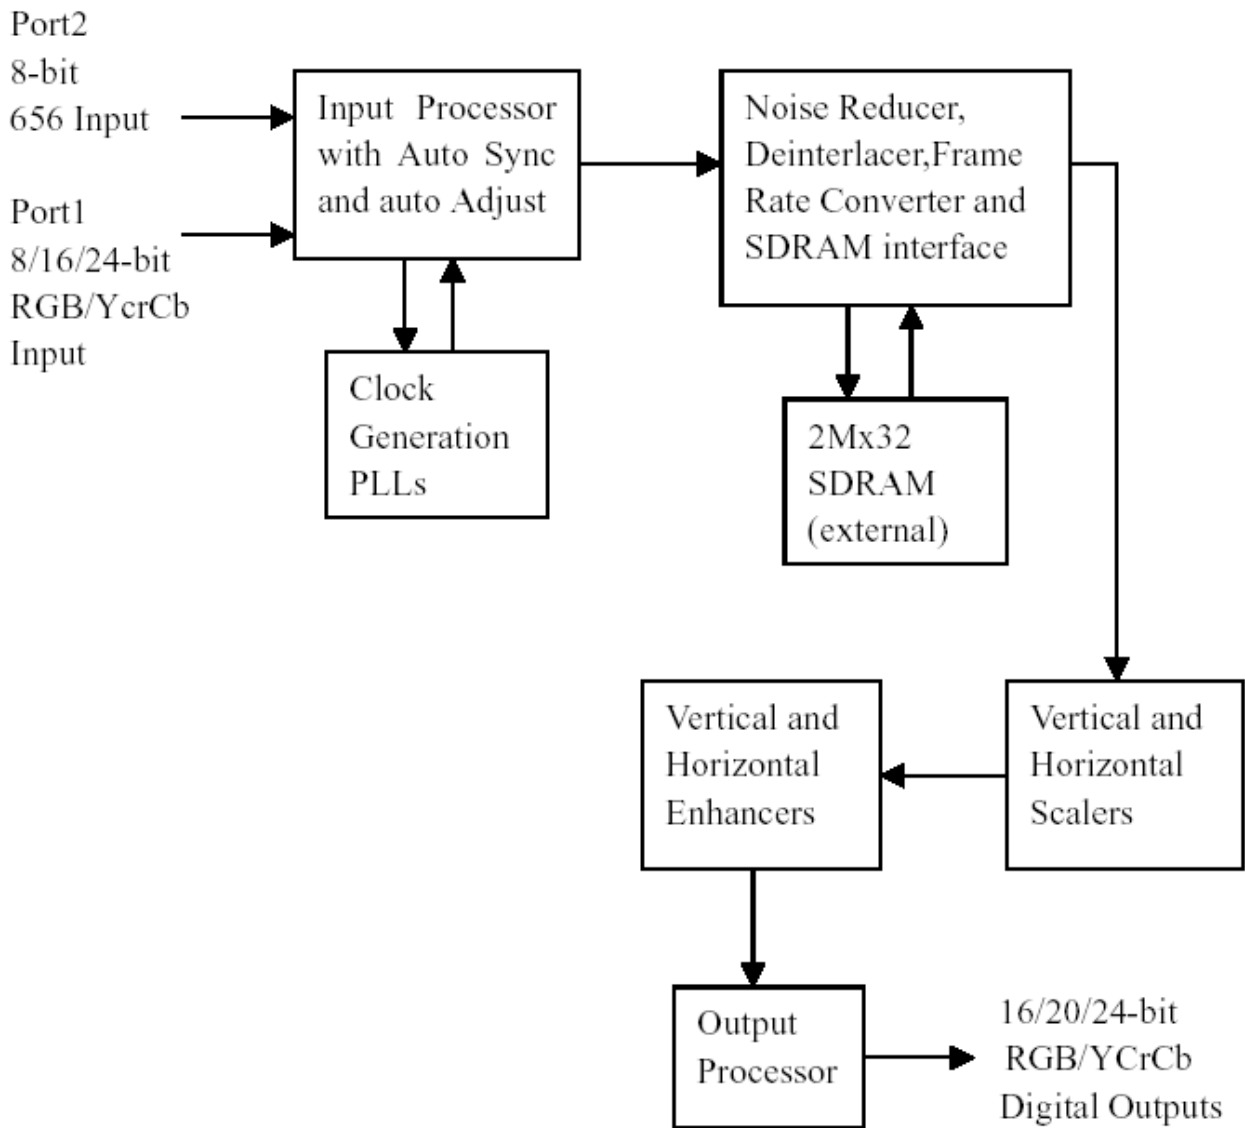 Port2
8-bit
656 Input
Port1
8/16/24-bit
RGB/YcrCb
Input
Input Processor
with Auto Sync
and auto Adjust
Clock
Generation
PLLs
Noise Reducer,
Deinterlacer,Frame
Rate Converter and
SDRAM interface
2Mx32
SDRAM
(external)
Vertical and
Horizontal
Scalers
Vertical and
Horizontal
Enhancers
Output
Processor
16/20/24-bit
RGB/YCrCb
Digital Outputs